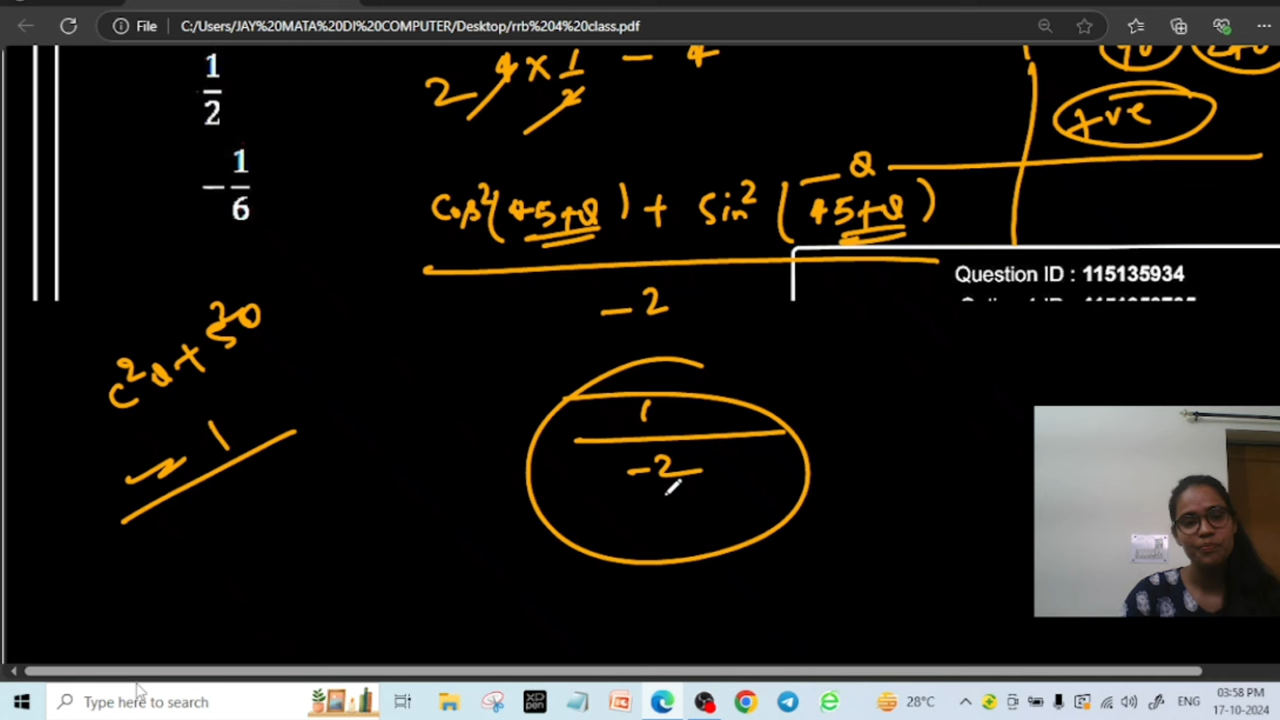 File C:/Users/JAY%20MATA%20DI%20COMPUTER/Desktop/rrb%204%20class.pdf
1/2
-1/6
2 4 × 1/2 - 4
+ve
-θ
cos²(45+θ) + sin²(45+θ)
-2
Question ID : 115135934
c²θ + s²θ
→ 1
1
-2
Type here to search
28°C
ENG
03:58 PM
17-10-2024